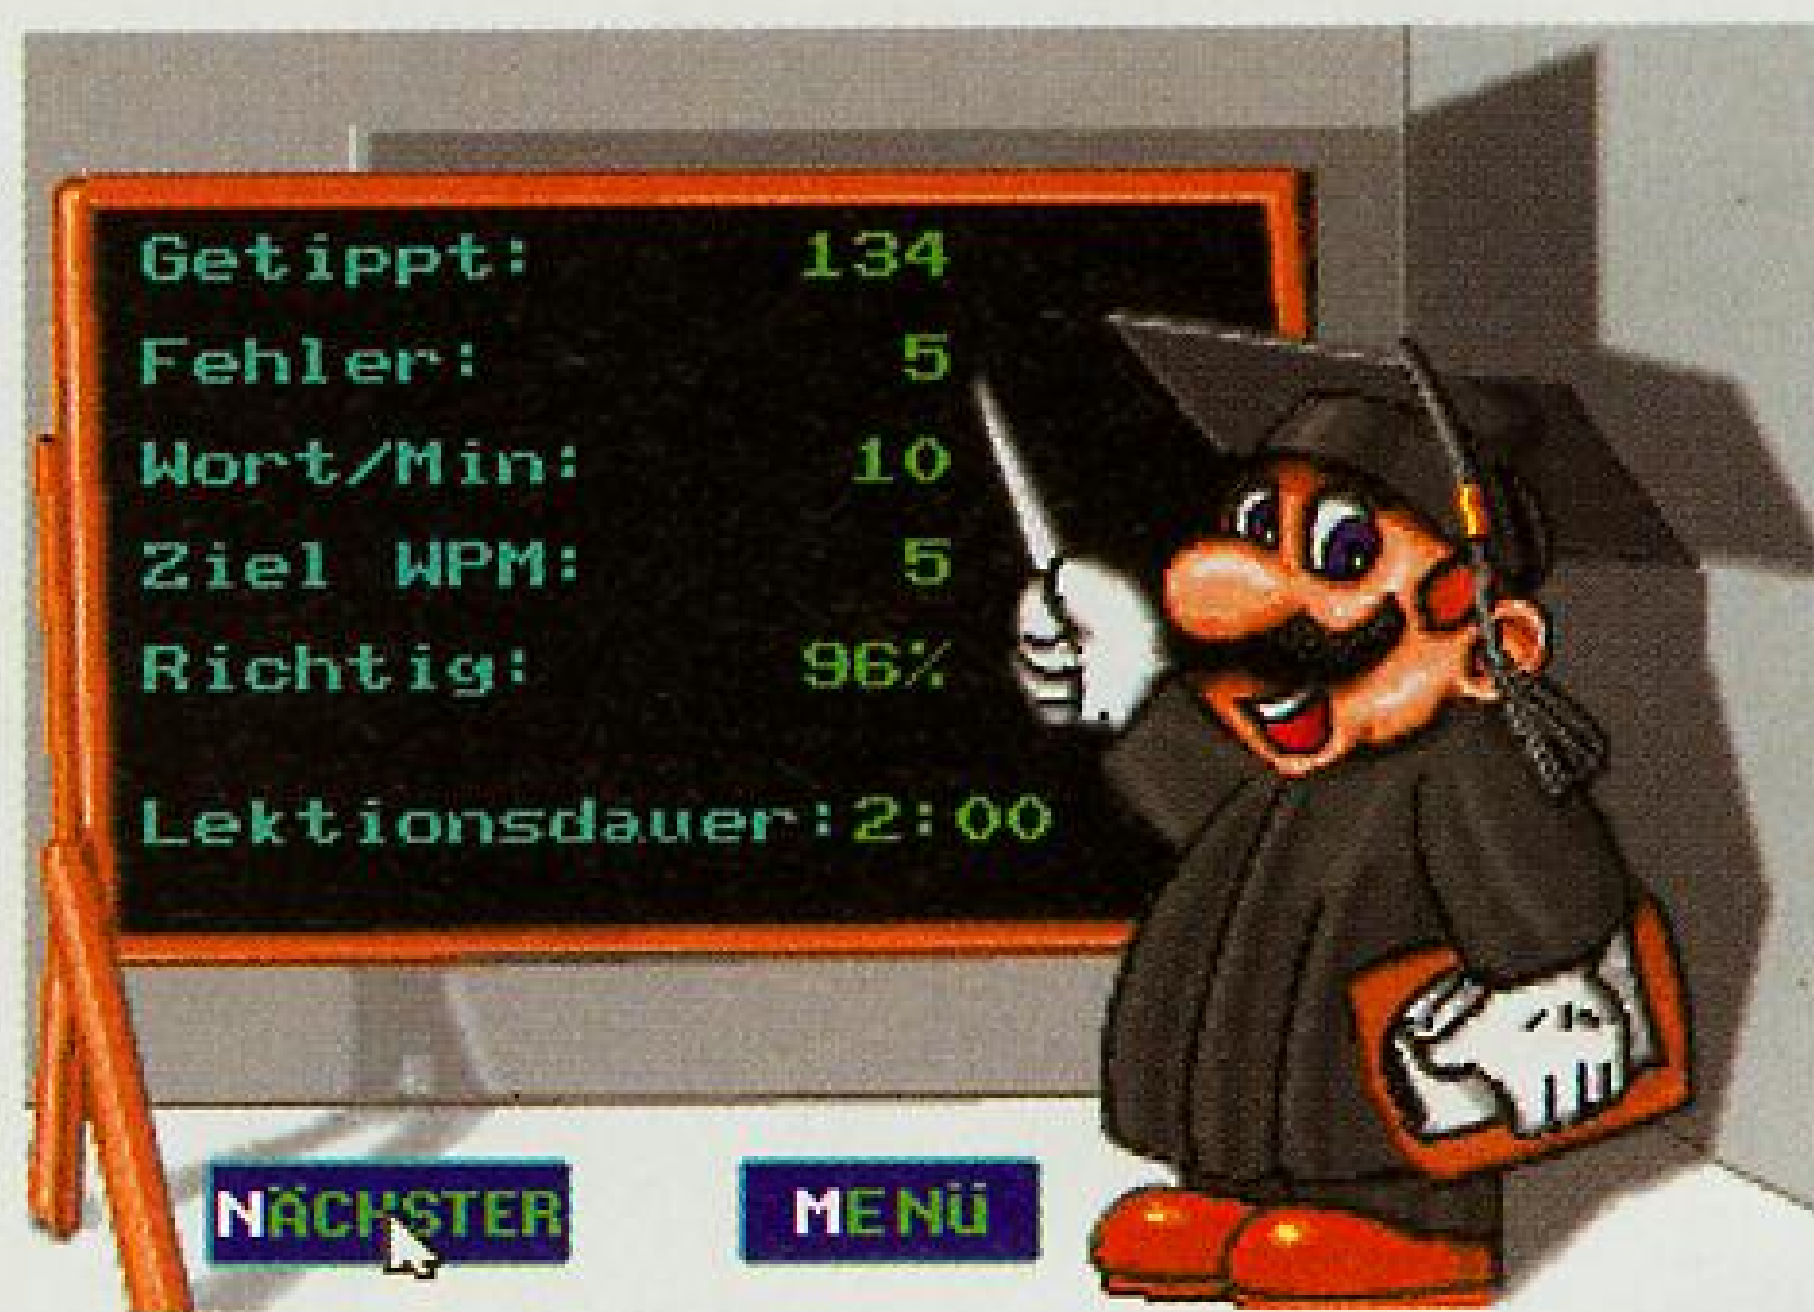 Getippt: 134
Fehler: 5
Wort/Min: 10
Ziel WPM: 5
Richtig: 96%
Lektionsdauer: 2:00
NÄCHSTER
MENÜ